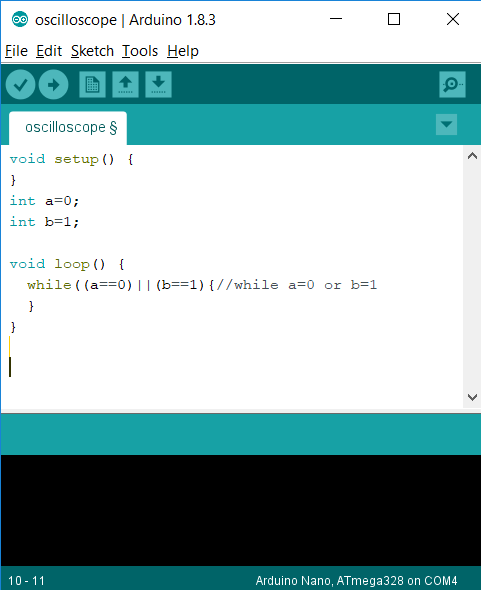 oscilloscope | Arduino 1.8.3
File Edit Sketch Tools Help
oscilloscope §
void setup() {
}
int a=0;
int b=1;
void loop() {
while((a==0)||(b==1){//while a=0 or b=1
}
}
10 - 11
Arduino Nano, ATmega328 on COM4